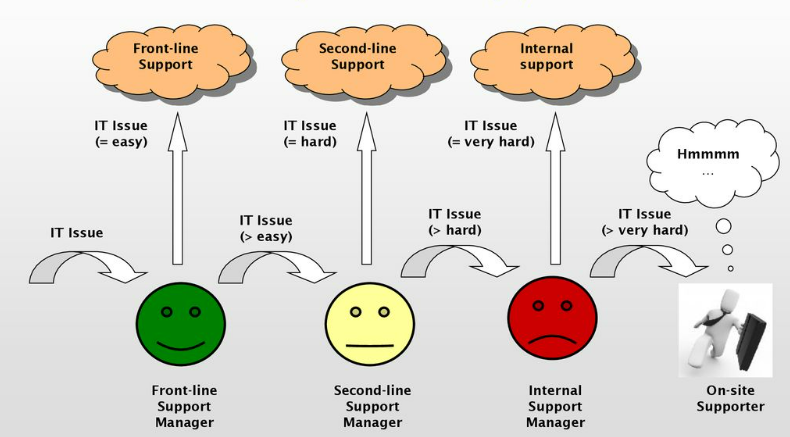 Front-line
Support
Second-line
Support
Internal
support
IT Issue
(= easy)
IT Issue
(= hard)
IT Issue
(= very hard)
Hmmmm
...
IT Issue
IT Issue
(> easy)
IT Issue
(> hard)
IT Issue
(> very hard)
Front-line
Support
Manager
Second-line
Support
Manager
Internal
Support
Manager
On-site
Supporter